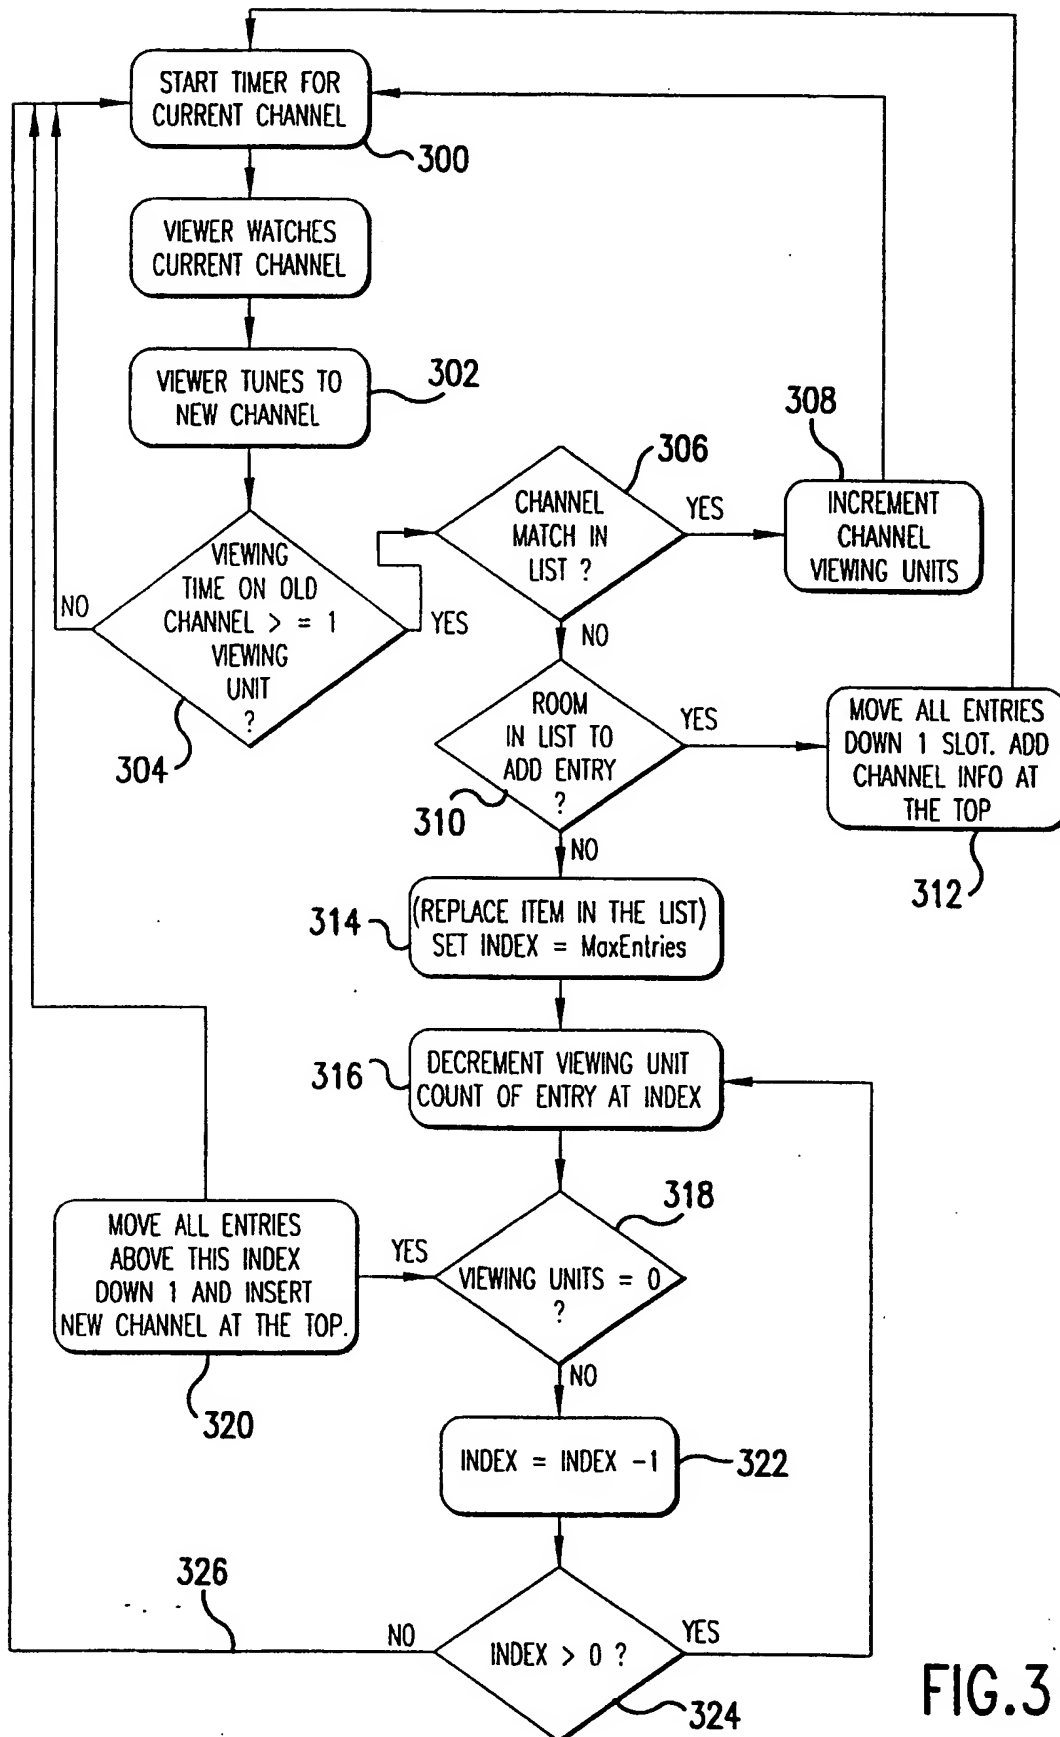 START TIMER FOR
CURRENT CHANNEL
300
VIEWER WATCHES
CURRENT CHANNEL
VIEWER TUNES TO
NEW CHANNEL
302
VIEWING
TIME ON OLD
CHANNEL > = 1
VIEWING
UNIT
?
NO
YES
304
CHANNEL
MATCH IN
LIST ?
306
YES
NO
308
INCREMENT
CHANNEL
VIEWING UNITS
ROOM
IN LIST TO
ADD ENTRY
?
310
YES
NO
MOVE ALL ENTRIES
DOWN 1 SLOT. ADD
CHANNEL INFO AT
THE TOP
312
314
(REPLACE ITEM IN THE LIST)
SET INDEX = MaxEntries
316
DECREMENT VIEWING UNIT
COUNT OF ENTRY AT INDEX
318
VIEWING UNITS = 0
?
YES
NO
MOVE ALL ENTRIES
ABOVE THIS INDEX
DOWN 1 AND INSERT
NEW CHANNEL AT THE TOP.
320
INDEX = INDEX -1
322
326
NO
INDEX > 0 ?
YES
324
FIG.3